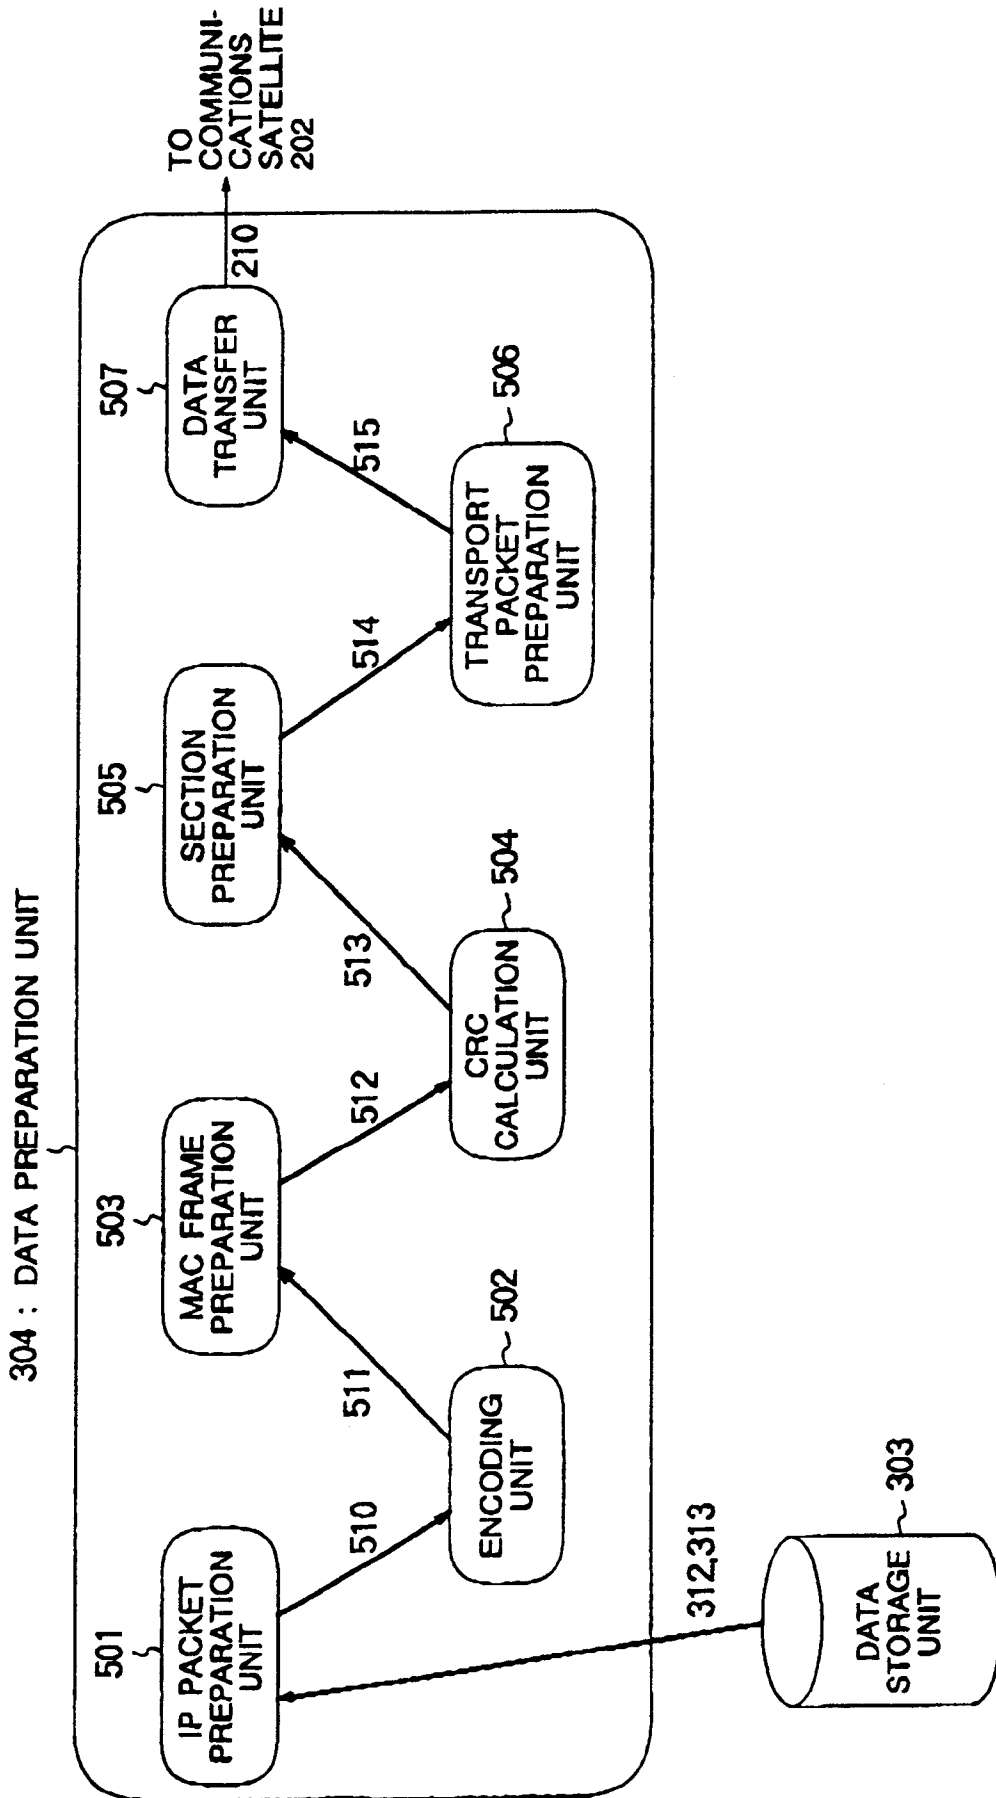 304 : DATA PREPARATION UNIT
501
IP PACKET
PREPARATION
UNIT
510
502
ENCODING
UNIT
511
503
MAC FRAME
PREPARATION
UNIT
512
504
CRC
CALCULATION
UNIT
513
505
SECTION
PREPARATION
UNIT
514
506
TRANSPORT
PACKET
PREPARATION
UNIT
515
507
DATA
TRANSFER
UNIT
210
TO
COMMUNI-
CATIONS
SATELLITE
202
312,313
303
DATA
STORAGE
UNIT